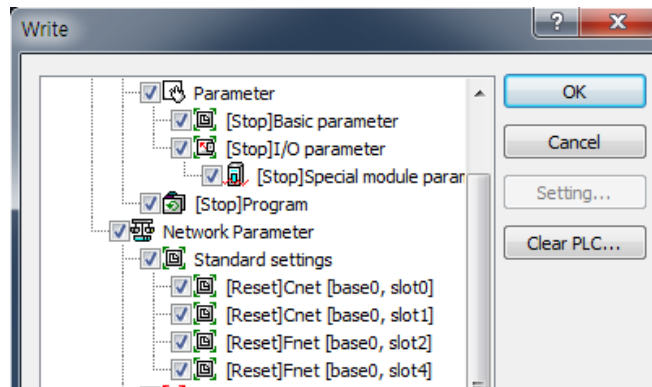 Write
Parameter
[Stop]Basic parameter
[Stop]I/O parameter
[Stop]Special module parar
[Stop]Program
Network Parameter
Standard settings
[Reset]Cnet [base0, slot0]
[Reset]Cnet [base0, slot1]
[Reset]Fnet [base0, slot2]
[Reset]Fnet [base0, slot4]
OK
Cancel
Setting...
Clear PLC...